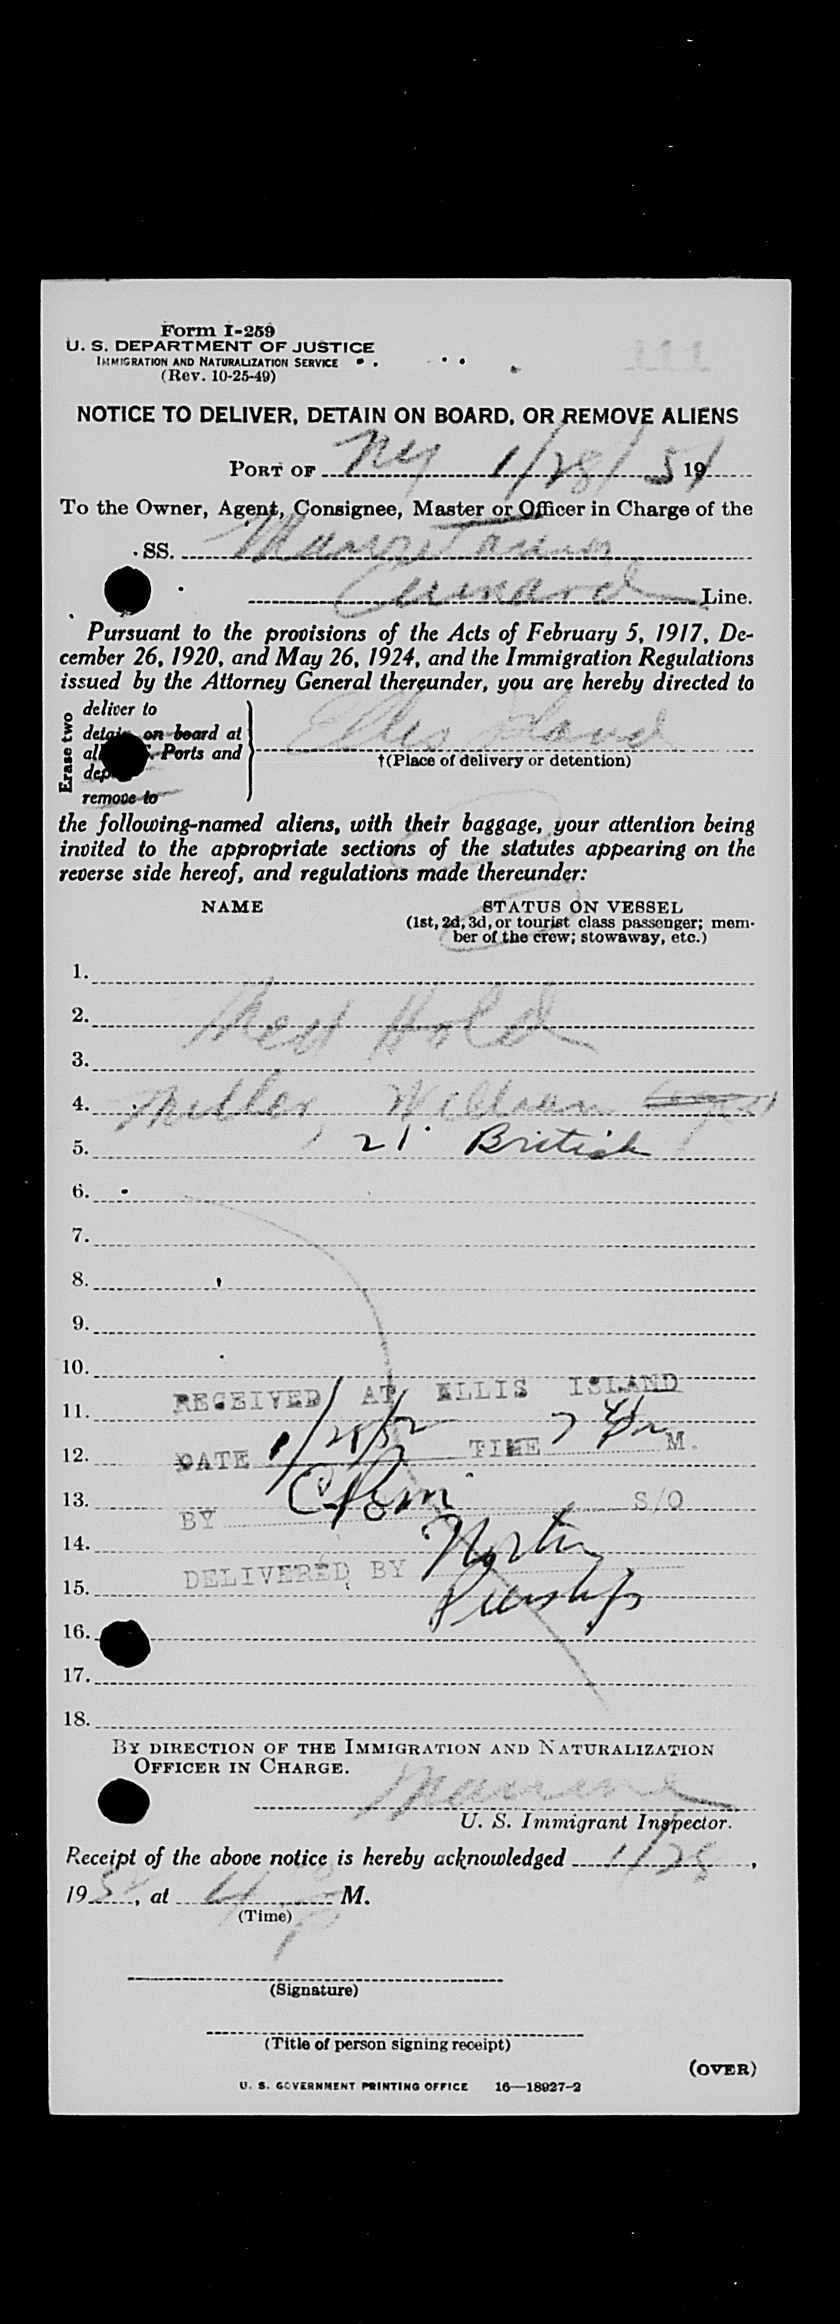 111
Form I-259
U. S. DEPARTMENT OF JUSTICE
IMMIGRATION AND NATURALIZATION SERVICE
(Rev. 10-25-49)
NOTICE TO DELIVER, DETAIN ON BOARD, OR REMOVE ALIENS
PORT OF NY 1/28/51 19
To the Owner, Agent, Consignee, Master or Officer in Charge of the
SS. Mauretania
Cunard Line.
Pursuant to the provisions of the Acts of February 5, 1917, De-
cember 26, 1920, and May 26, 1924, and the Immigration Regulations
issued by the Attorney General thereunder, you are hereby directed to
Erase two
deliver to
detain on board at
all Ports and
remove to
Ellis Island
†(Place of delivery or detention)
the following-named aliens, with their baggage, your attention being
invited to the appropriate sections of the statutes appearing on the
reverse side hereof, and regulations made thereunder:
NAME STATUS ON VESSEL
(1st, 2d, 3d, or tourist class passenger; mem-
ber of the crew; stowaway, etc.)
1.
2. Med Hold
3.
4. Miller, William
5. 21 British
6.
7.
8.
9.
10.
RECEIVED AT ELLIS ISLAND
11.
12. DATE 1/28/52 TIME 7 M.
13.
BY S/O
14.
DELIVERED BY
15.
16.
17.
18.
BY DIRECTION OF THE IMMIGRATION AND NATURALIZATION
OFFICER IN CHARGE.
U. S. Immigrant Inspector.
Receipt of the above notice is hereby acknowledged 1/28,
1952, at 4 P M.
(Time)
(Signature)
(Title of person signing receipt)
(OVER)
U. S. GOVERNMENT PRINTING OFFICE 16—18927-2